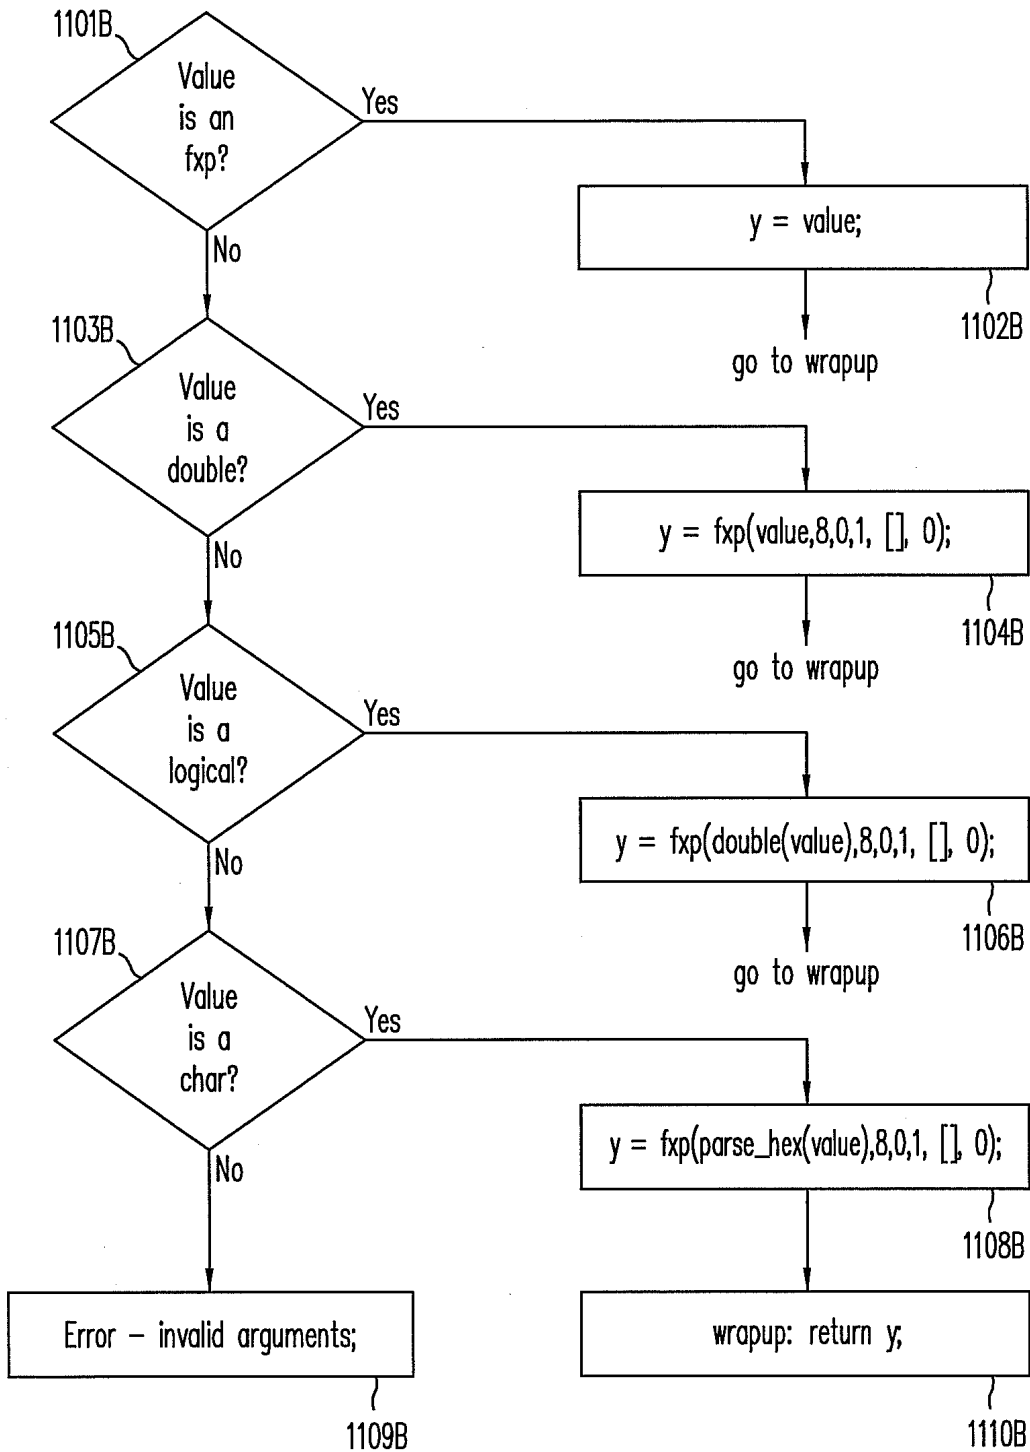 1101B
Value
is an
fxp?
Yes
No
y = value;
1102B
go to wrapup
1103B
Value
is a
double?
Yes
No
y = fxp(value,8,0,1, [], 0);
1104B
go to wrapup
1105B
Value
is a
logical?
Yes
No
y = fxp(double(value),8,0,1, [], 0);
1106B
go to wrapup
1107B
Value
is a
char?
Yes
No
y = fxp(parse_hex(value),8,0,1, [], 0);
1108B
Error – invalid arguments;
1109B
wrapup: return y;
1110B